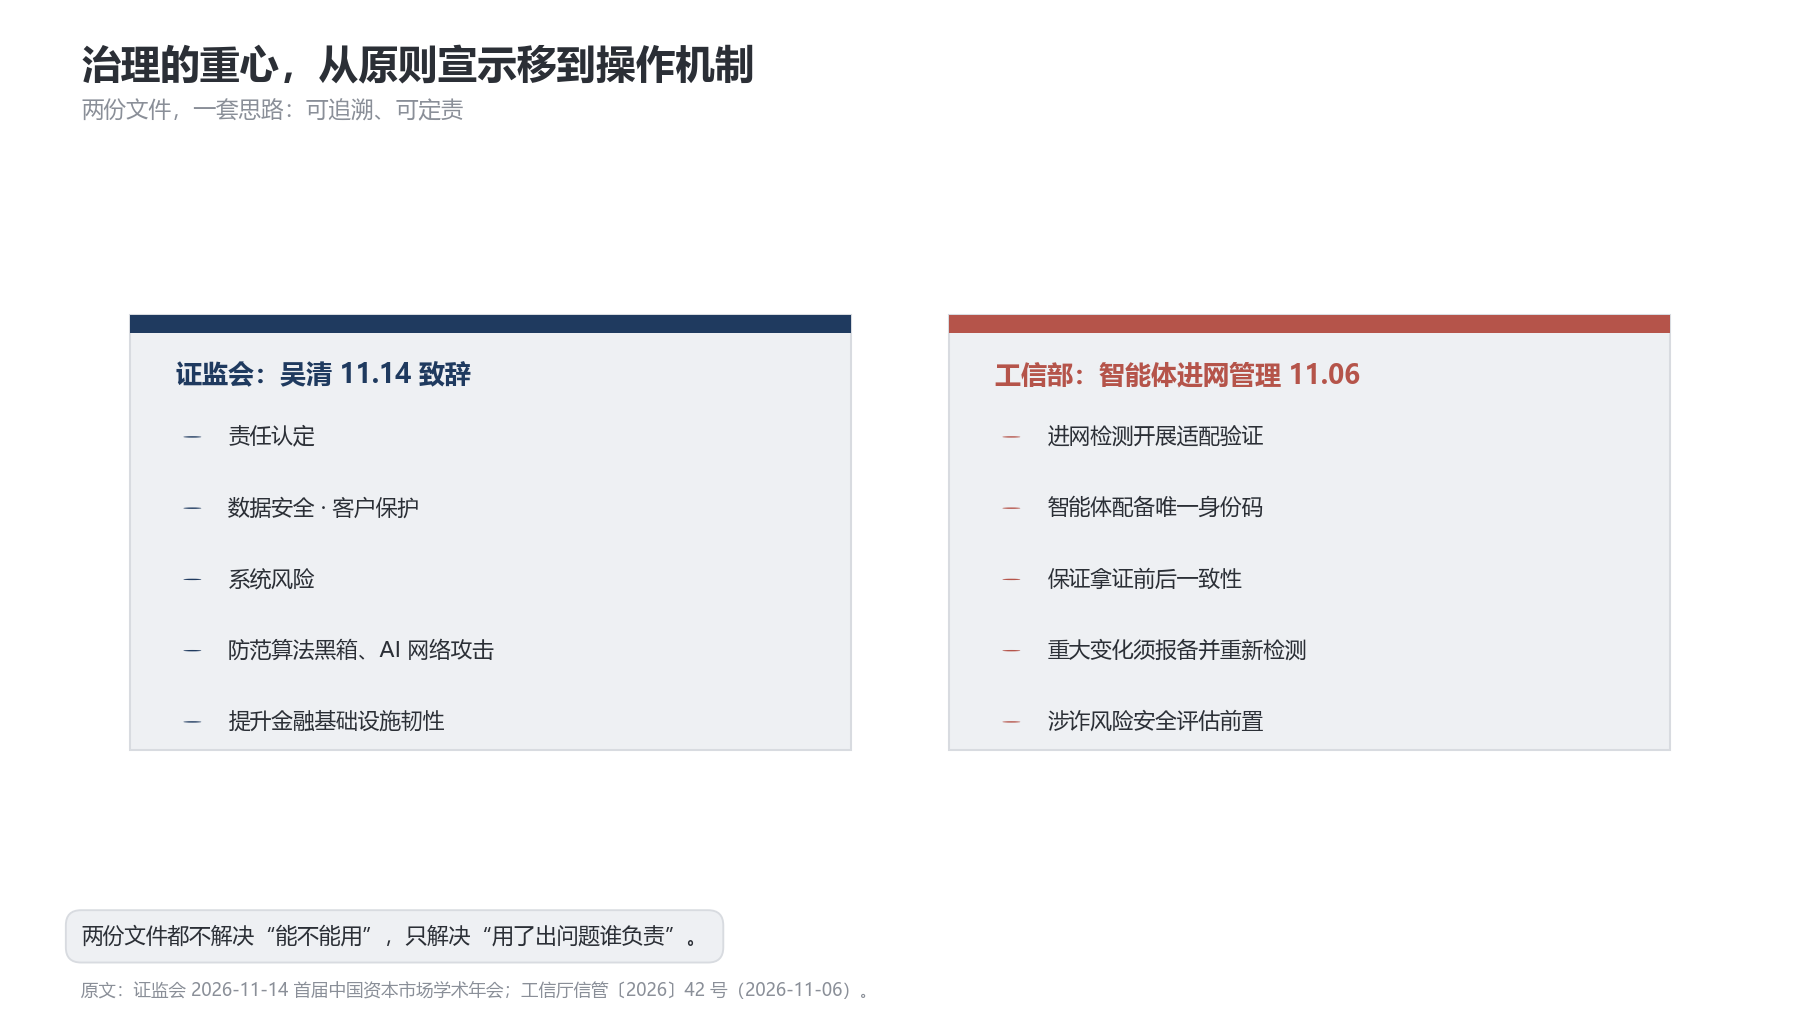 治理的重心，从原则宣示移到操作机制
两份文件，一套思路：可追溯、可定责
证监会：吴清 11.14 致辞
责任认定
数据安全 · 客户保护
系统风险
防范算法黑箱、AI 网络攻击
提升金融基础设施韧性
工信部：智能体进网管理 11.06
进网检测开展适配验证
智能体配备唯一身份码
保证拿证前后一致性
重大变化须报备并重新检测
涉诈风险安全评估前置
两份文件都不解决“能不能用”，只解决“用了出问题谁负责”。
原文：证监会 2026-11-14 首届中国资本市场学术年会；工信厅信管〔2026〕42 号（2026-11-06）。